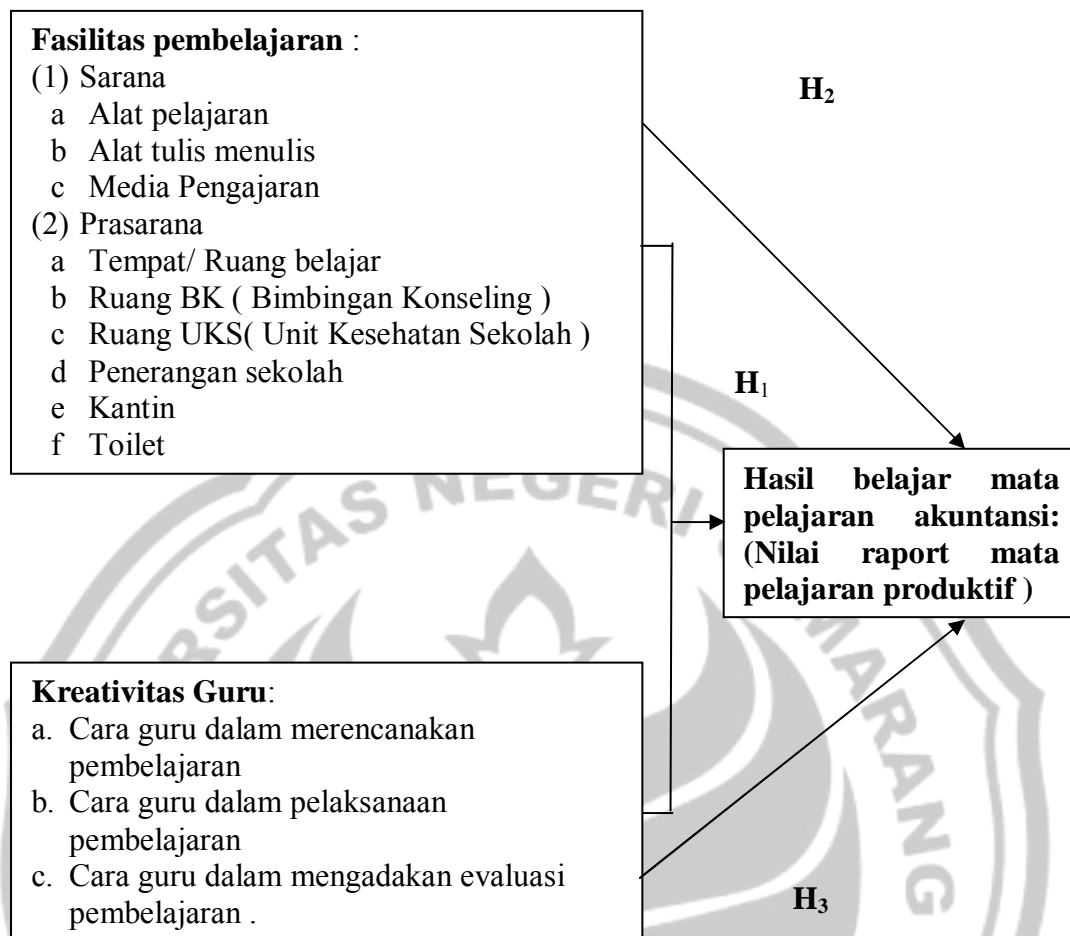 Fasilitas pembelajaran :
(1) Sarana
a Alat pelajaran
b Alat tulis menulis
c Media Pengajaran
(2) Prasarana
a Tempat/ Ruang belajar
b Ruang BK ( Bimbingan Konseling )
c Ruang UKS( Unit Kesehatan Sekolah )
d Penerangan sekolah
e Kantin
f Toilet
H₂
H₁
Hasil belajar mata
pelajaran akuntansi:
(Nilai raport mata
pelajaran produktif )
Kreativitas Guru:
a. Cara guru dalam merencanakan
pembelajaran
b. Cara guru dalam pelaksanaan
pembelajaran
c. Cara guru dalam mengadakan evaluasi
pembelajaran .
H₃